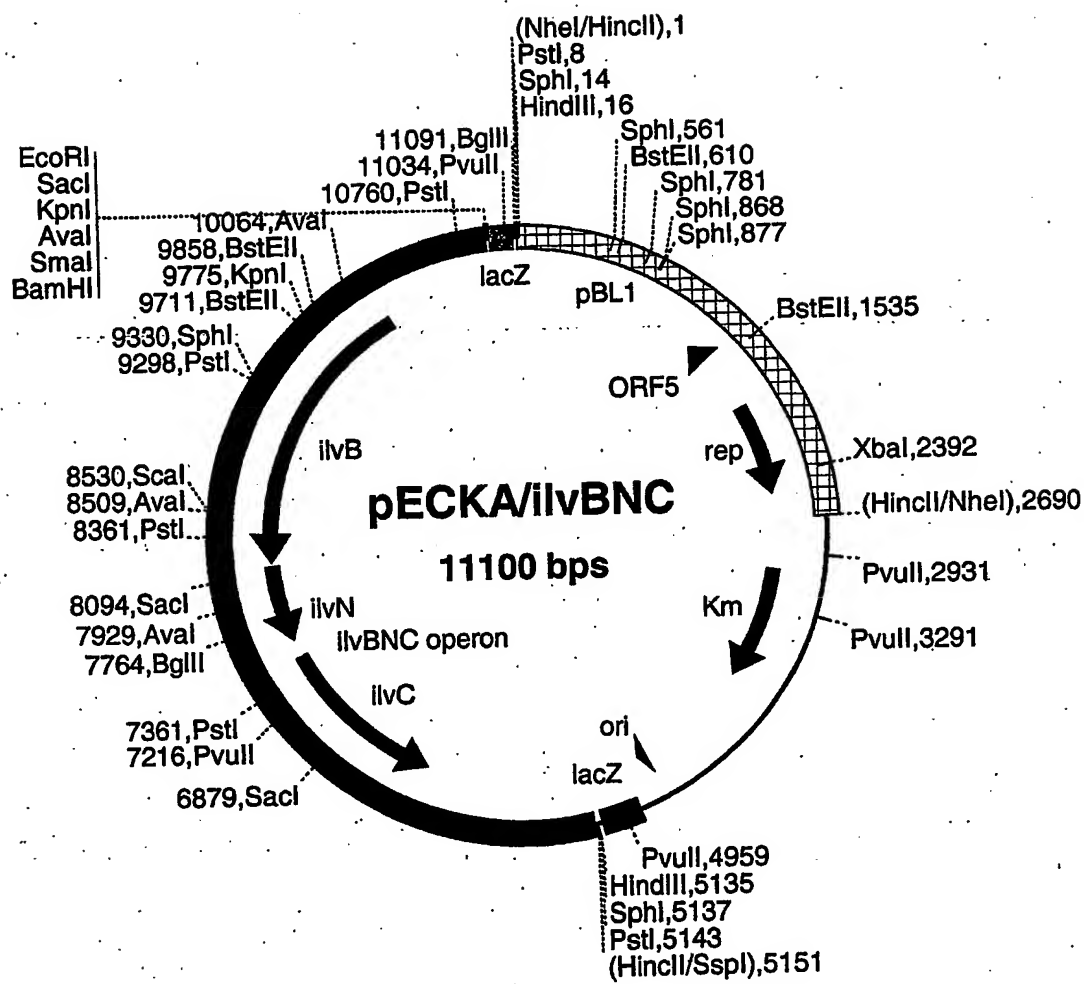 (NheI/HincII),1
PstI,8
SphI,14
HindIII,16
11091,BglII
11034,PvuII
10760,PstI
EcoRI
SacI
KpnI
AvaI
SmaI
BamHI
10064,AvaI
9858,BstEII
9775,KpnI
9711,BstEII
9330,SphI
9298,PstI
SphI,561
BstEII,610
SphI,781
SphI,868
SphI,877
lacZ
pBL1
BstEII,1535
ORF5
rep
XbaI,2392
(HincII/NheI),2690
ilvB
8530,ScaI
8509,AvaI
8361,PstI
pECKA/ilvBNC
11100 bps
PvuII,2931
Km
PvuII,3291
8094,SacI
7929,AvaI
7764,BglII
ilvN
ilvBNC operon
ilvC
7361,PstI
7216,PvuII
6879,SacI
ori
lacZ
PvuII,4959
HindIII,5135
SphI,5137
PstI,5143
(HincII/SspI),5151